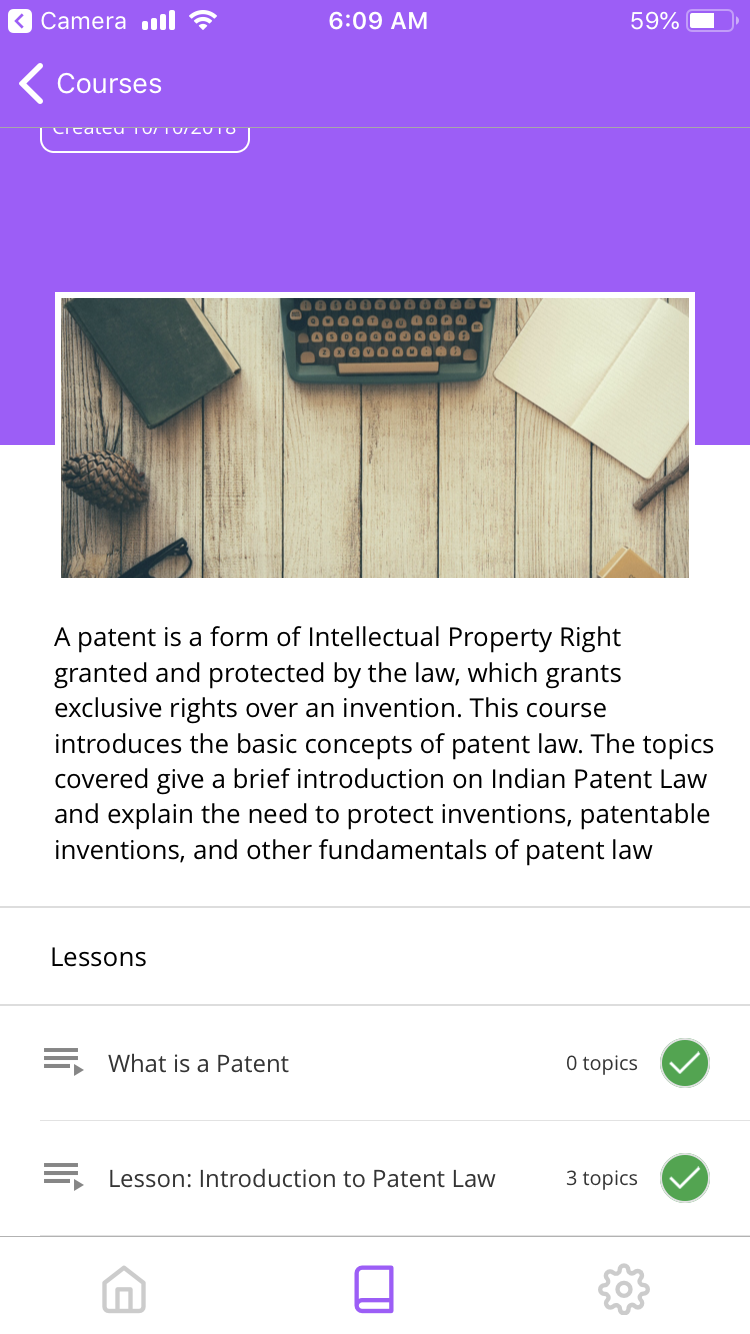 Camera 6:09 AM 59%
Courses
Created 10/10/2018
A patent is a form of Intellectual Property Right
granted and protected by the law, which grants
exclusive rights over an invention. This course
introduces the basic concepts of patent law. The topics
covered give a brief introduction on Indian Patent Law
and explain the need to protect inventions, patentable
inventions, and other fundamentals of patent law
Lessons
What is a Patent 0 topics
Lesson: Introduction to Patent Law 3 topics